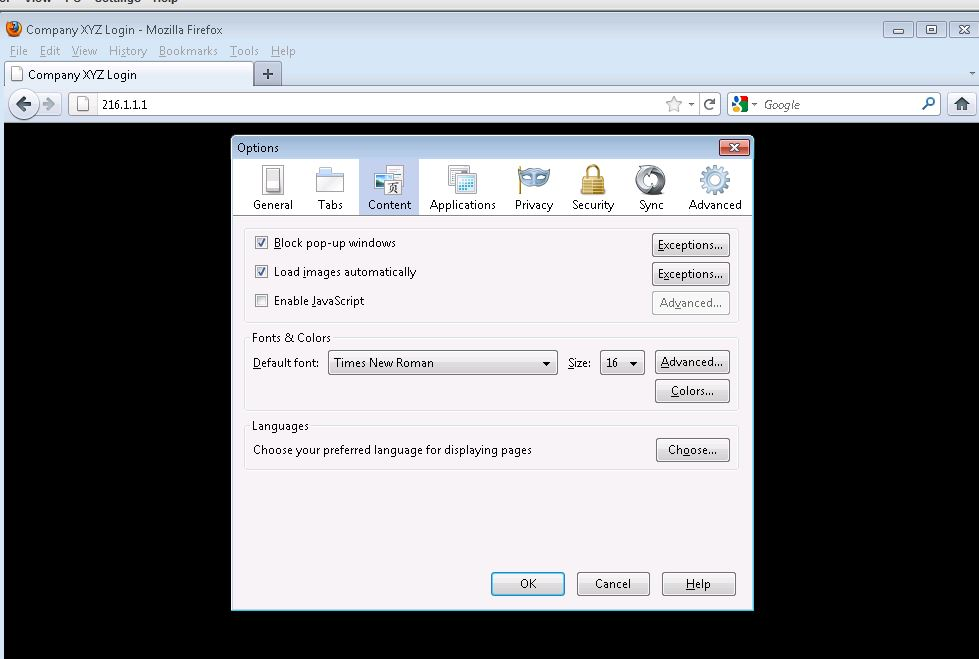 View
Help
Company XYZ Login - Mozilla Firefox
File Edit View History Bookmarks Tools Help
Company XYZ Login
216.1.1.1
Google
Options
General Tabs Content Applications Privacy Security Sync Advanced
页
Block pop-up windows Exceptions...
Load images automatically Exceptions...
Enable JavaScript Advanced...
Fonts & Colors
Default font: Times New Roman Size: 16 Advanced...
Colors...
Languages
Choose your preferred language for displaying pages Choose...
OK Cancel Help